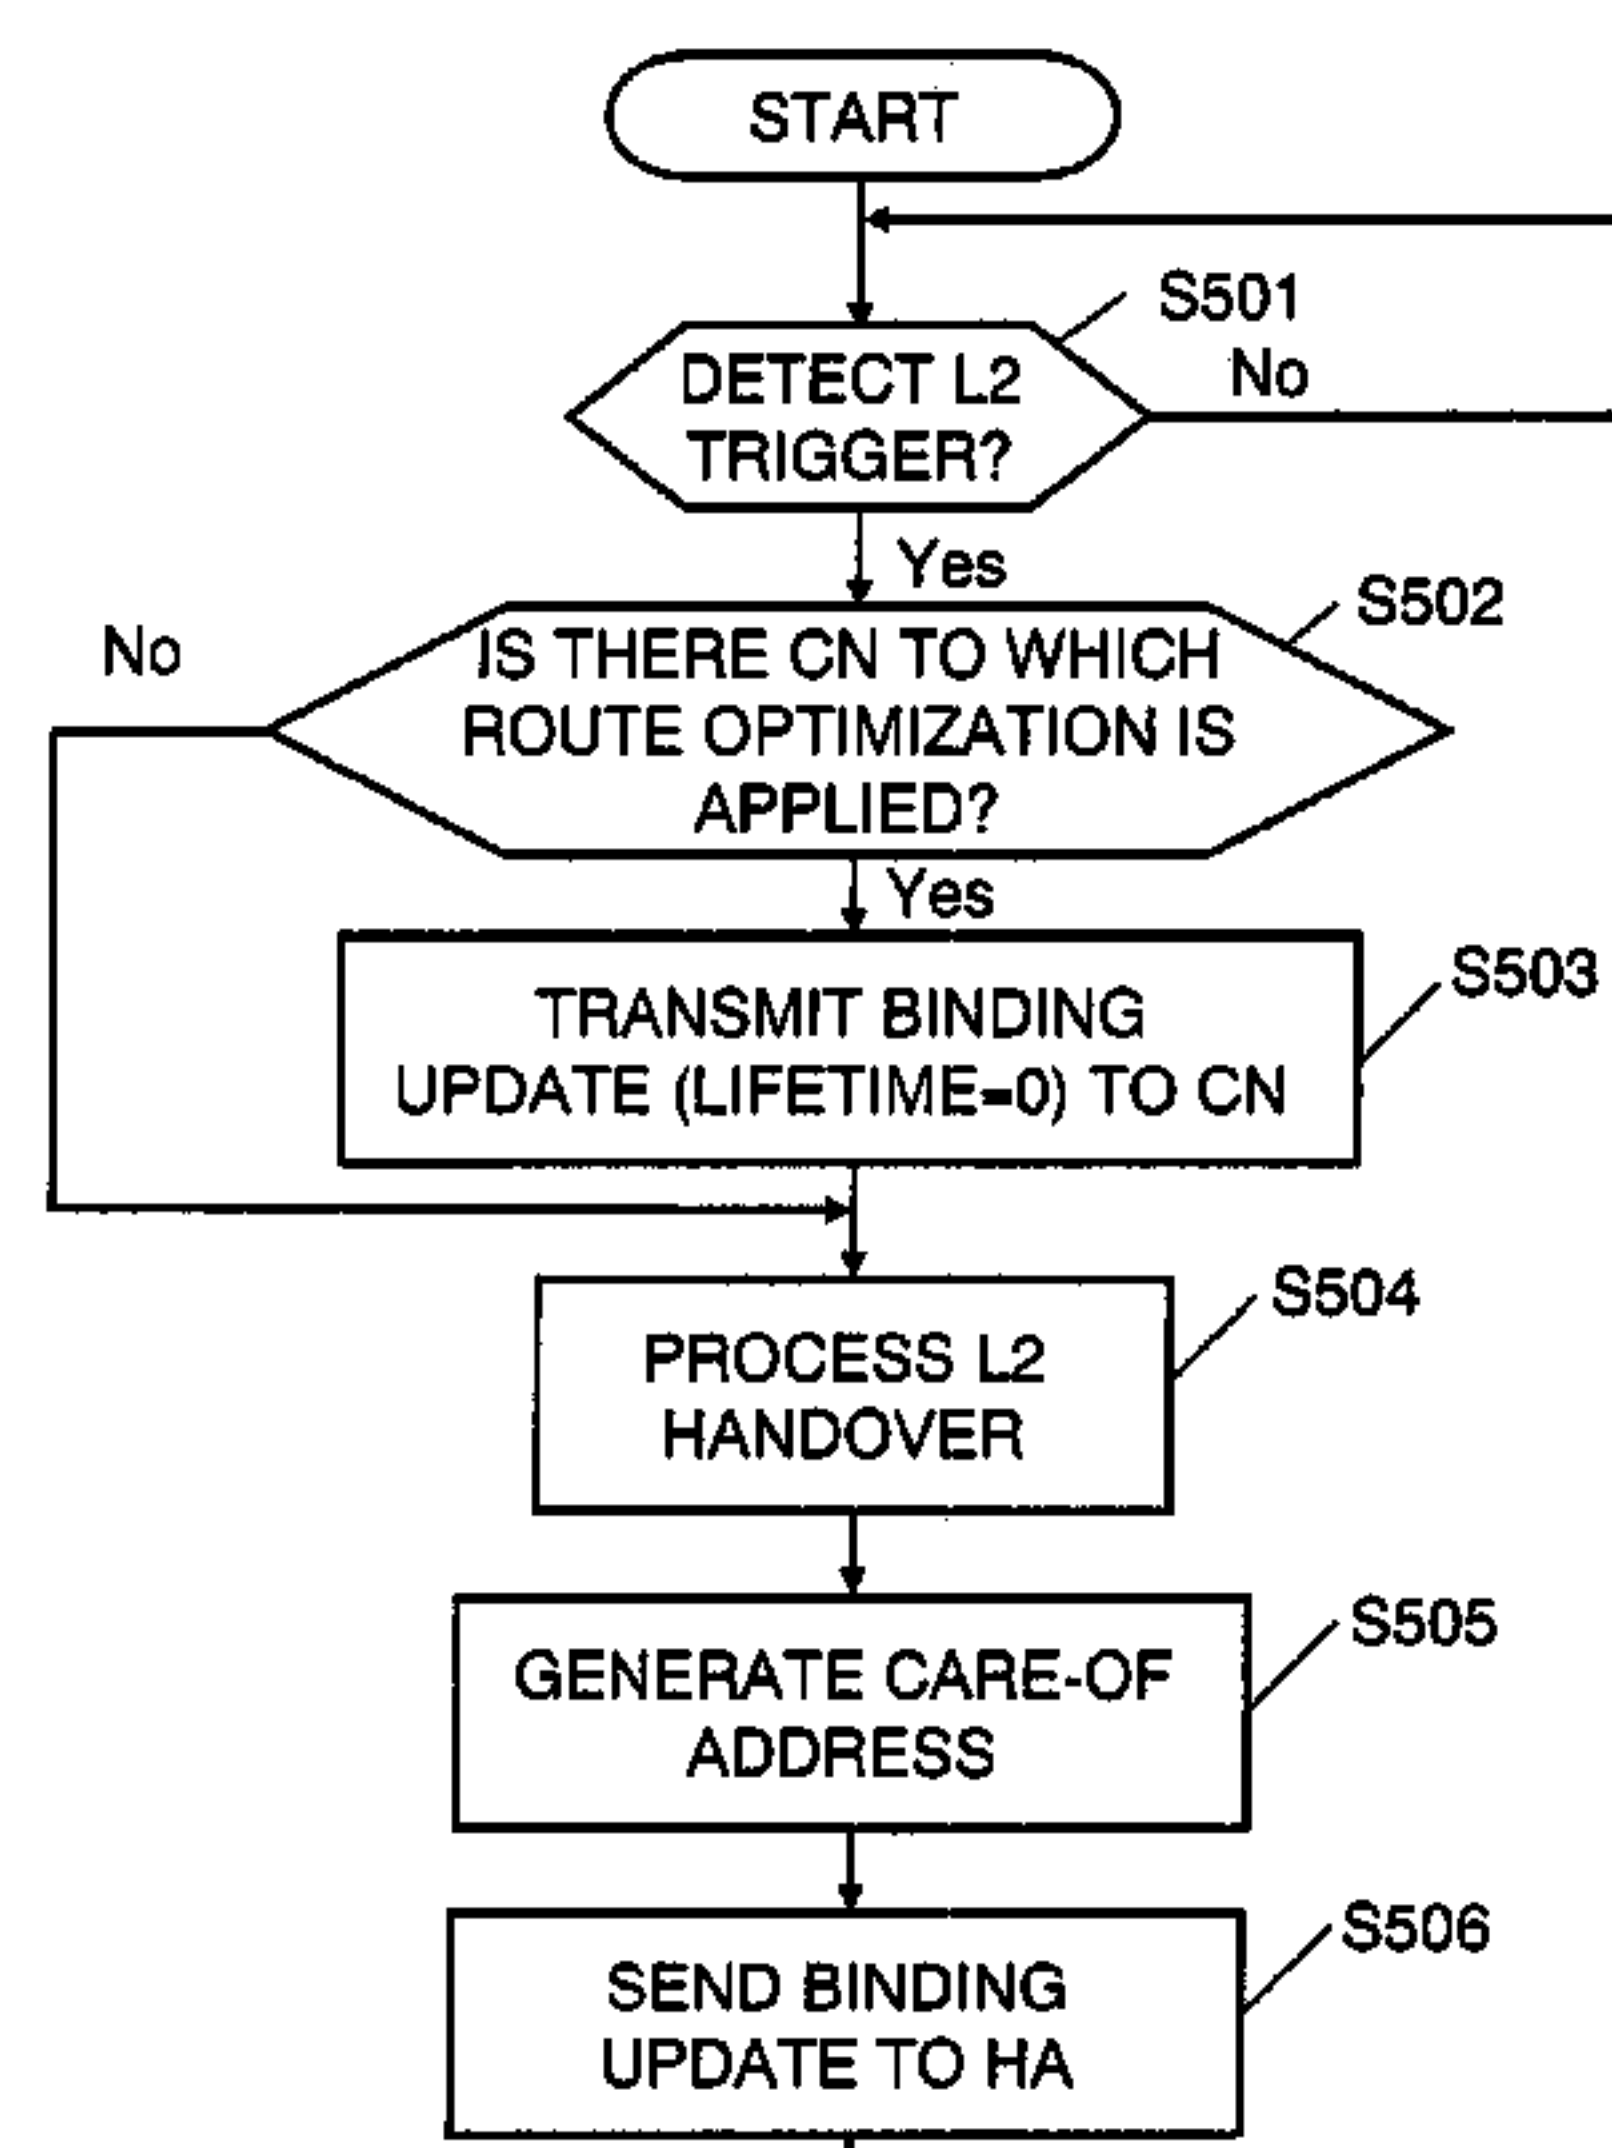 START
S501
DETECT L2
TRIGGER?
No
Yes
S502
No
IS THERE CN TO WHICH
ROUTE OPTIMIZATION IS
APPLIED?
Yes
S503
TRANSMIT BINDING
UPDATE (LIFETIME=0) TO CN
S504
PROCESS L2
HANDOVER
S505
GENERATE CARE-OF
ADDRESS
S506
SEND BINDING
UPDATE TO HA